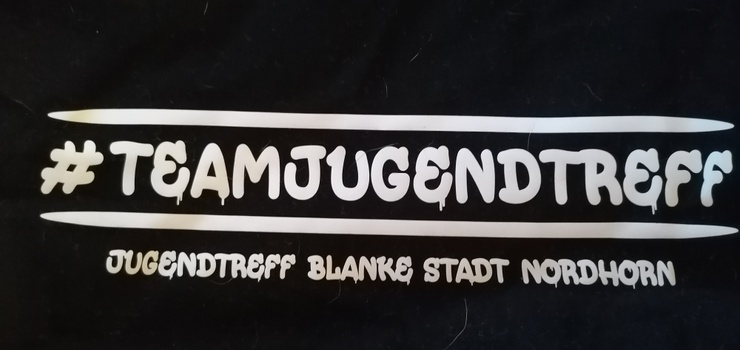 #TEAMJUGENDTREFF
JUGENDTREFF BLANKE STADT NORDHORN